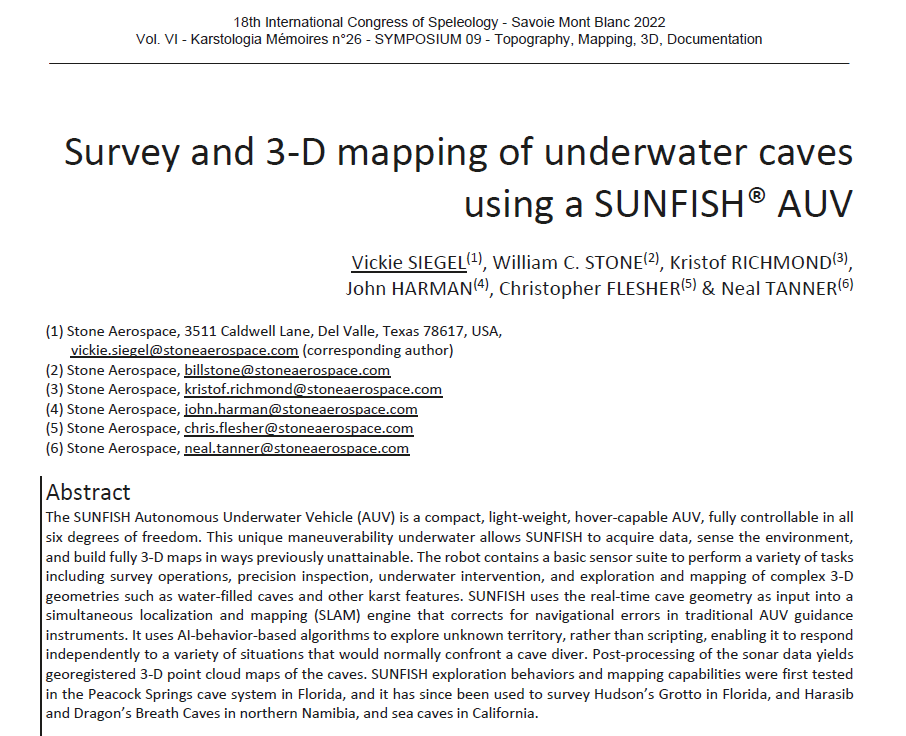 18th International Congress of Speleology - Savoie Mont Blanc 2022
Vol. VI - Karstologia Mémoires n°26 - SYMPOSIUM 09 - Topography, Mapping, 3D, Documentation
Survey and 3-D mapping of underwater caves
using a SUNFISH® AUV
Vickie SIEGEL(1), William C. STONE(2), Kristof RICHMOND(3),
John HARMAN(4), Christopher FLESHER(5) & Neal TANNER(6)
(1) Stone Aerospace, 3511 Caldwell Lane, Del Valle, Texas 78617, USA,
vickie.siegel@stoneaerospace.com (corresponding author)
(2) Stone Aerospace, billstone@stoneaerospace.com
(3) Stone Aerospace, kristof.richmond@stoneaerospace.com
(4) Stone Aerospace, john.harman@stoneaerospace.com
(5) Stone Aerospace, chris.flesher@stoneaerospace.com
(6) Stone Aerospace, neal.tanner@stoneaerospace.com
Abstract
The SUNFISH Autonomous Underwater Vehicle (AUV) is a compact, light-weight, hover-capable AUV, fully controllable in all
six degrees of freedom. This unique maneuverability underwater allows SUNFISH to acquire data, sense the environment,
and build fully 3-D maps in ways previously unattainable. The robot contains a basic sensor suite to perform a variety of tasks
including survey operations, precision inspection, underwater intervention, and exploration and mapping of complex 3-D
geometries such as water-filled caves and other karst features. SUNFISH uses the real-time cave geometry as input into a
simultaneous localization and mapping (SLAM) engine that corrects for navigational errors in traditional AUV guidance
instruments. It uses AI-behavior-based algorithms to explore unknown territory, rather than scripting, enabling it to respond
independently to a variety of situations that would normally confront a cave diver. Post-processing of the sonar data yields
georegistered 3-D point cloud maps of the caves. SUNFISH exploration behaviors and mapping capabilities were first tested
in the Peacock Springs cave system in Florida, and it has since been used to survey Hudson's Grotto in Florida, and Harasib
and Dragon's Breath Caves in northern Namibia, and sea caves in California.